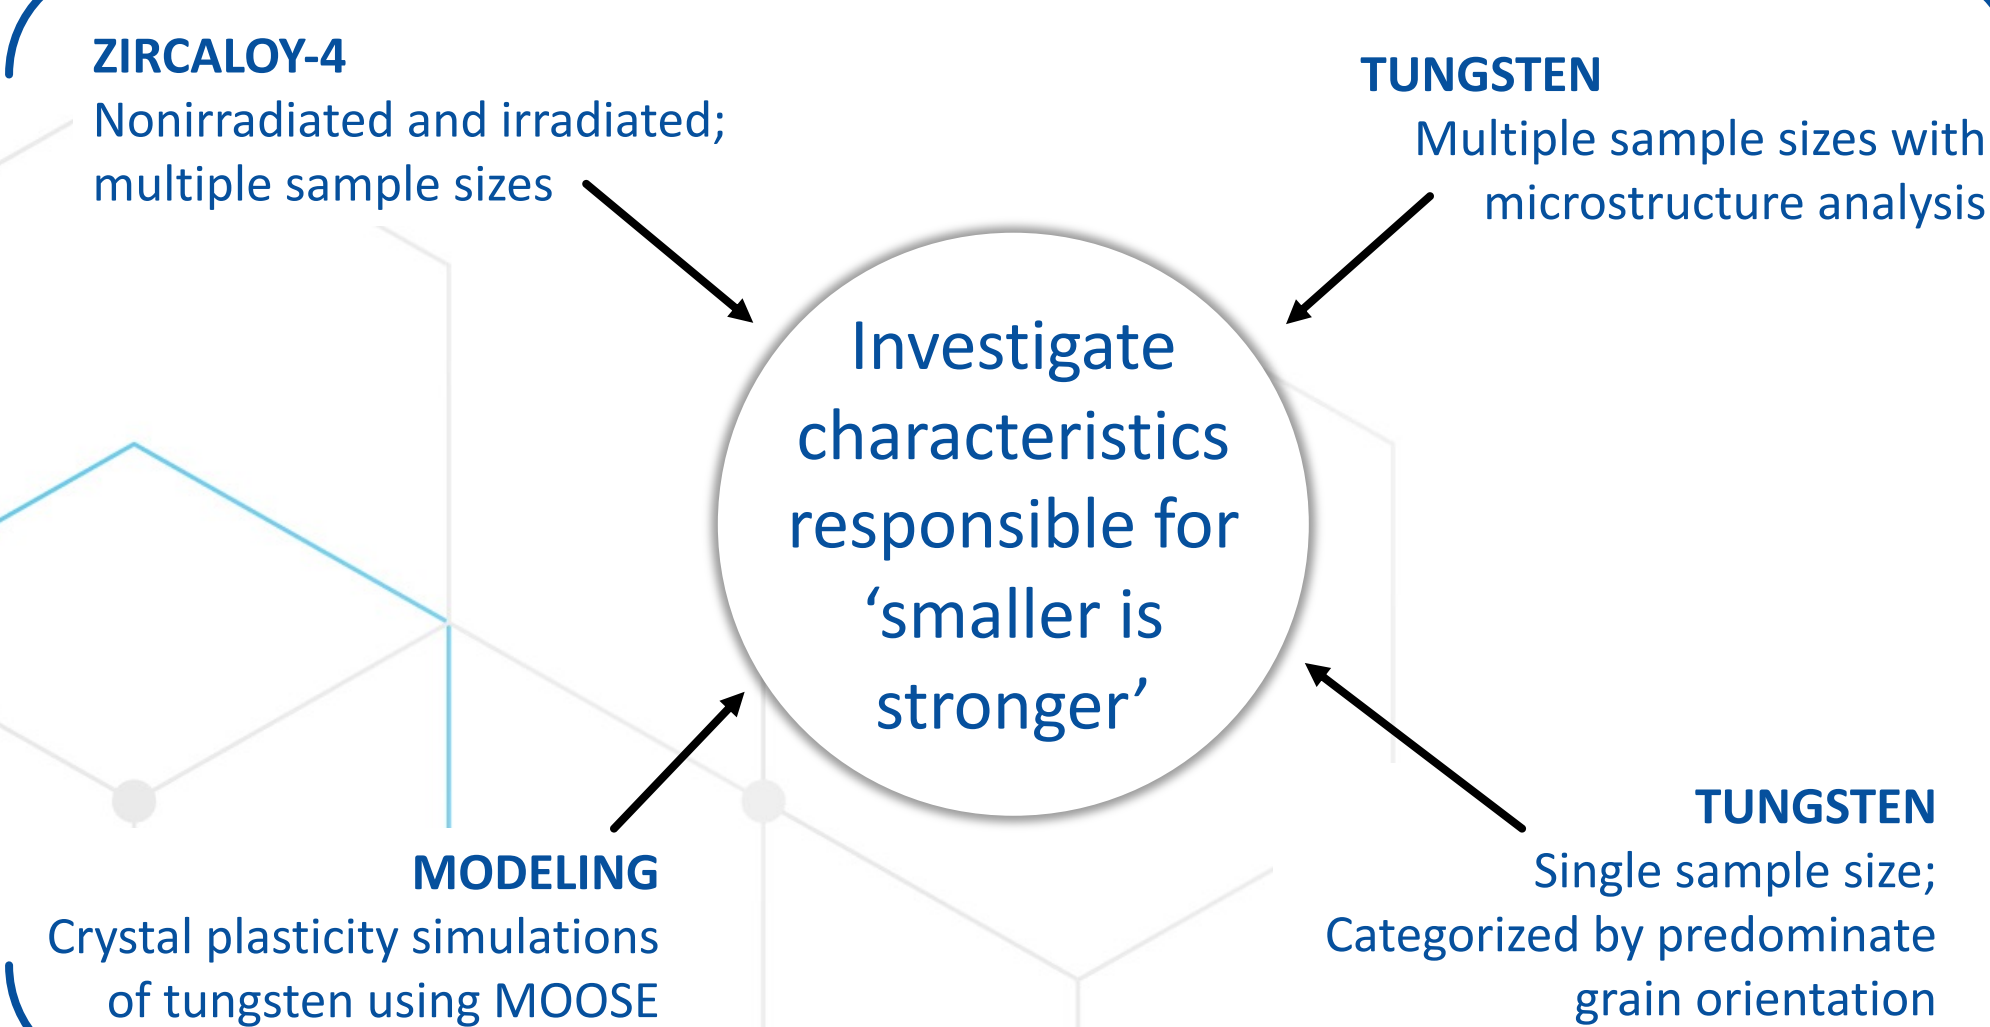 ZIRCALOY-4
Nonirradiated and irradiated;
multiple sample sizes
TUNGSTEN
Multiple sample sizes with
microstructure analysis
Investigate
characteristics
responsible for
‘smaller is
stronger’
MODELING
Crystal plasticity simulations
of tungsten using MOOSE
TUNGSTEN
Single sample size;
Categorized by predominate
grain orientation